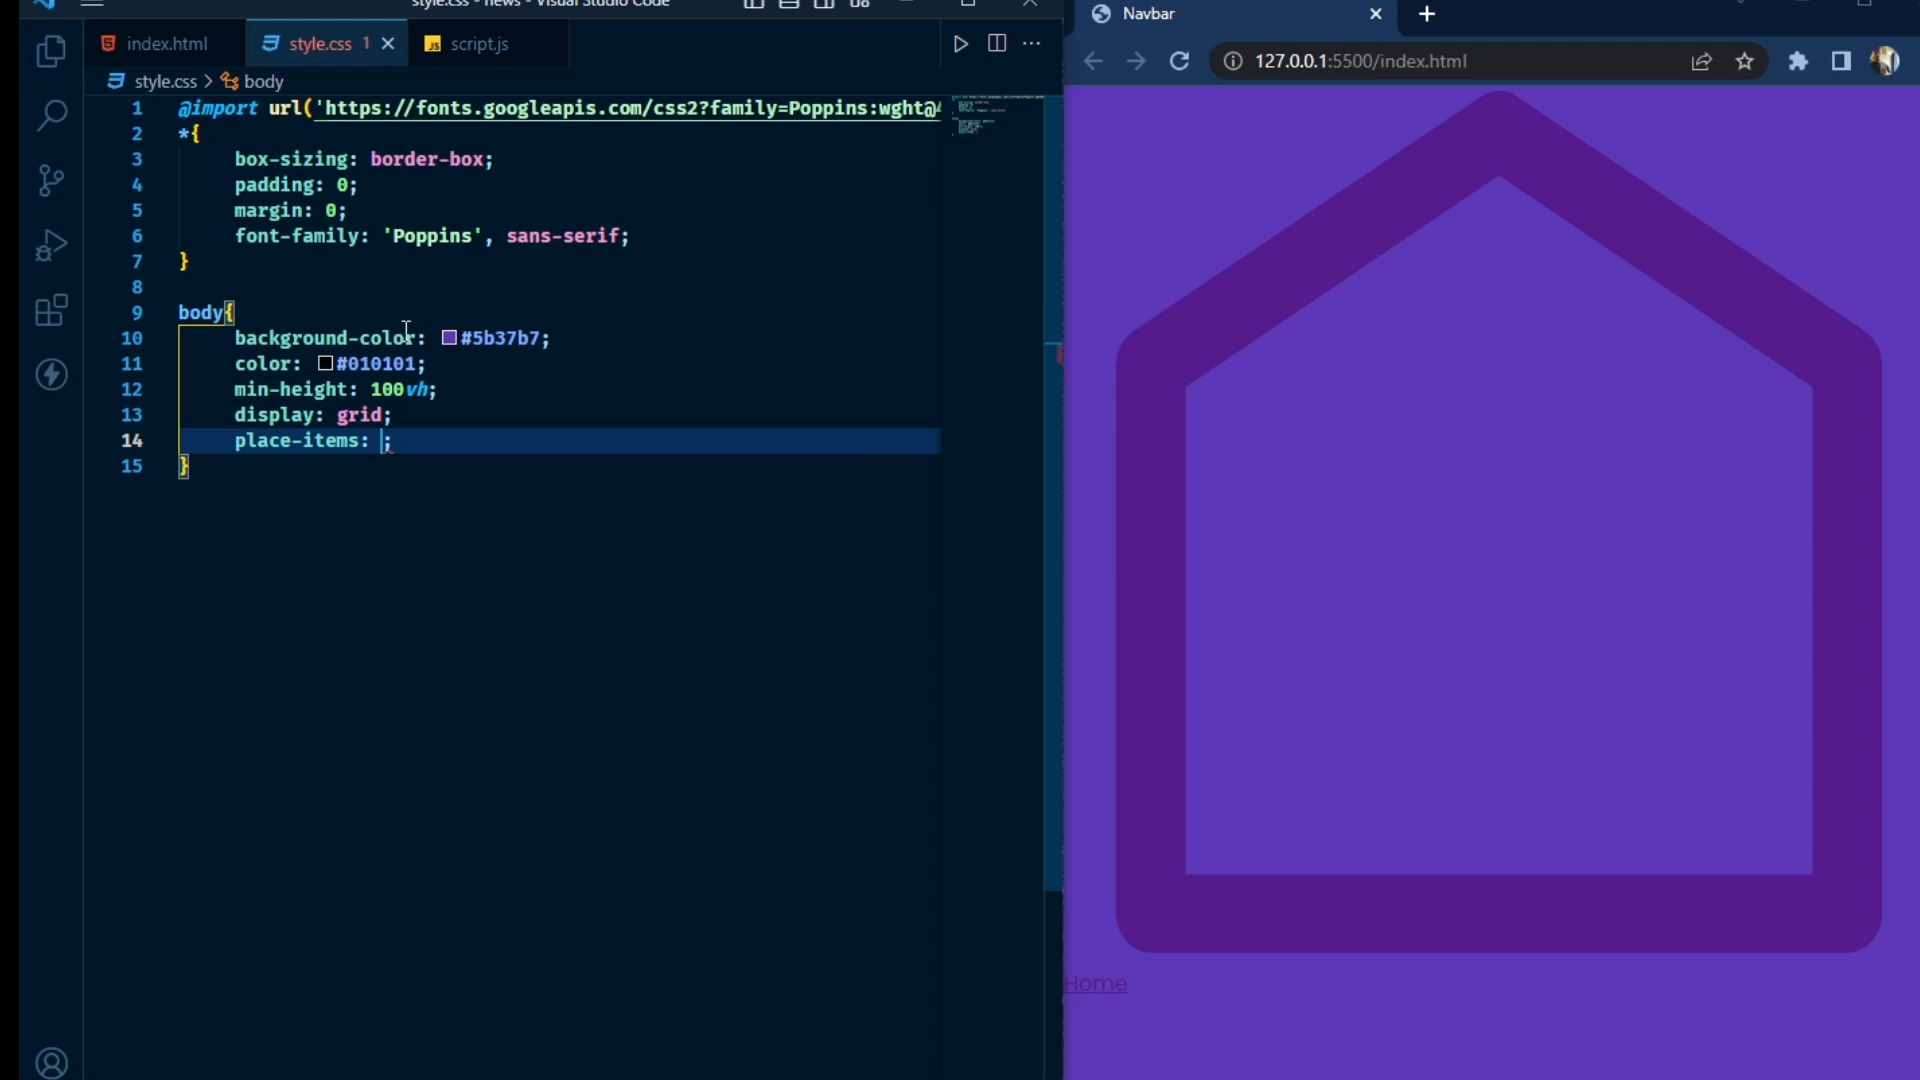 style.css - news - Visual Studio Code
index.html
style.css 1
JS script.js
style.css > body
1 @import url('https://fonts.googleapis.com/css2?family=Poppins:wght@
2 *{
3 box-sizing: border-box;
4 padding: 0;
5 margin: 0;
6 font-family: 'Poppins', sans-serif;
7 }
8
9 body{
10 background-color: #5b37b7;
11 color: #010101;
12 min-height: 100vh;
13 display: grid;
14 place-items: ;
15 }
Navbar
127.0.0.1:5500/index.html
Home